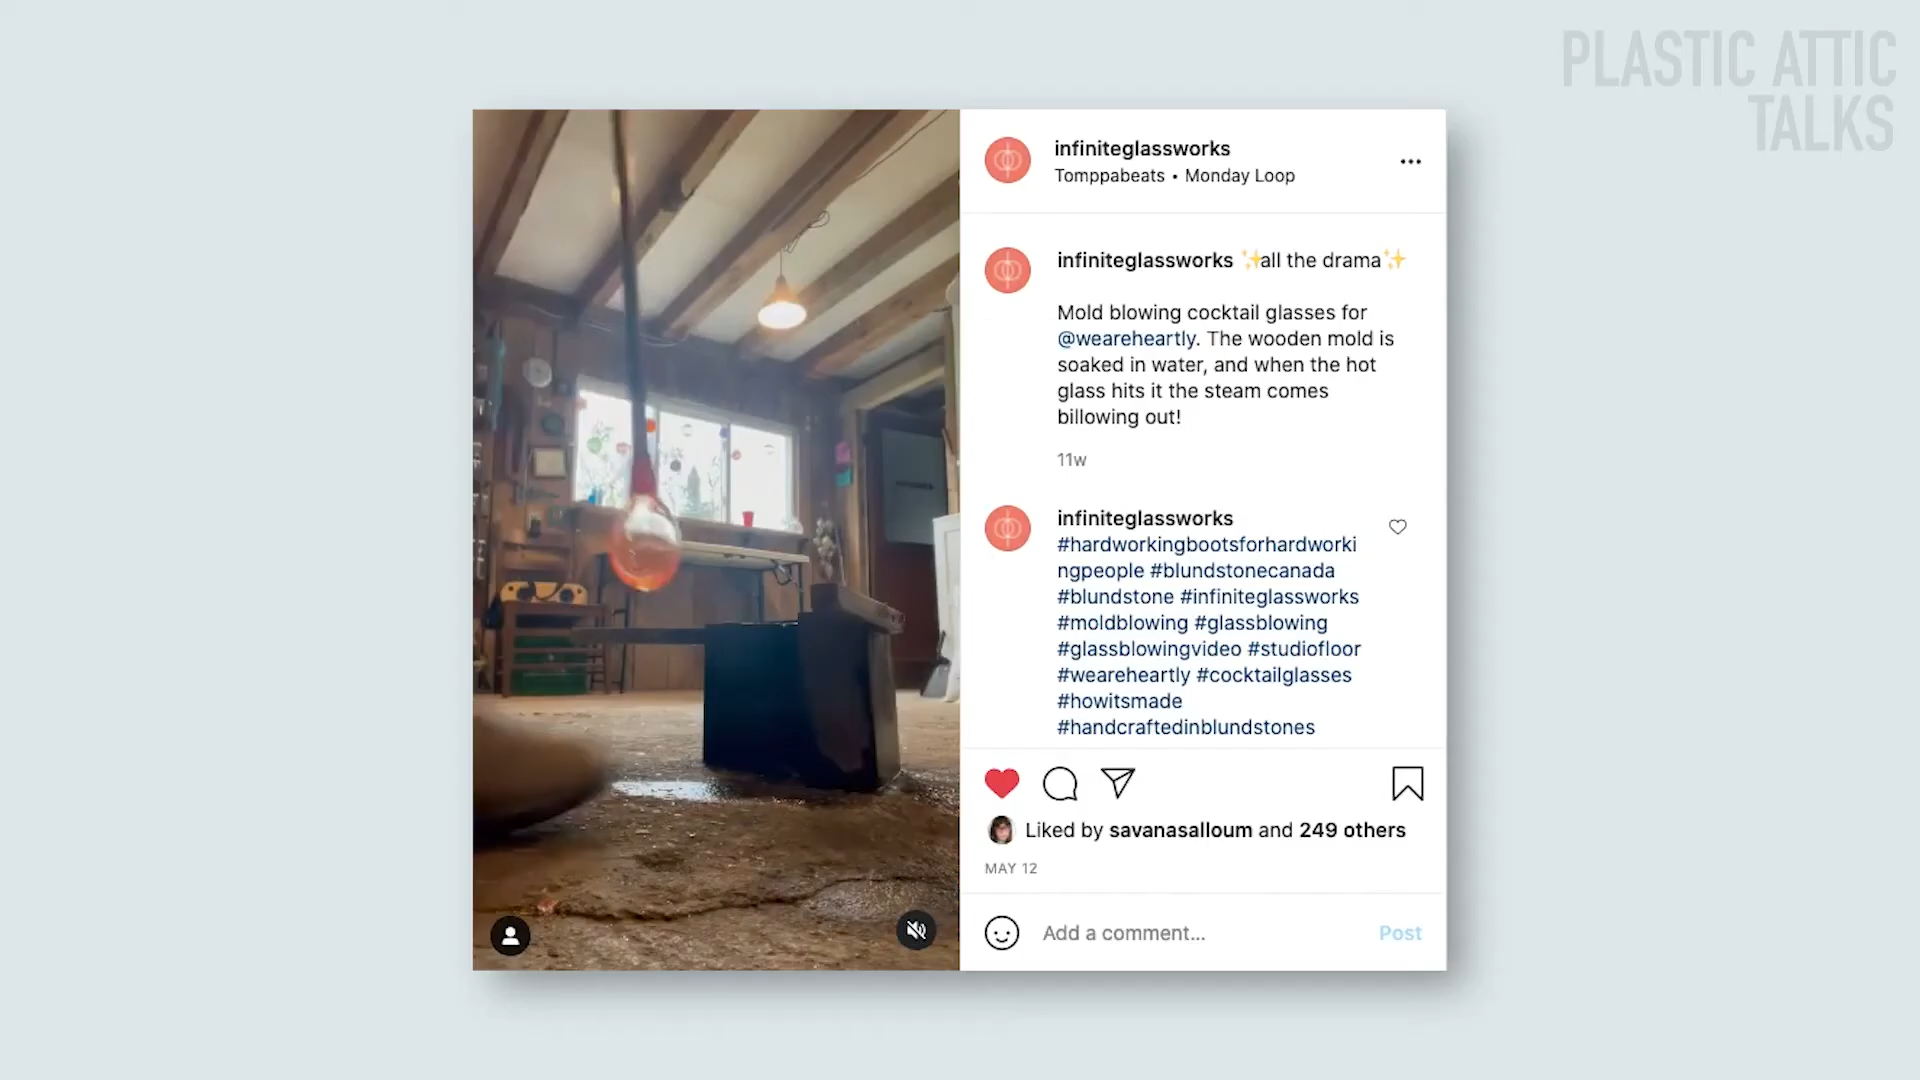 PLASTIC ATTIC
TALKS
infiniteglassworks
Tomppabeats • Monday Loop
infiniteglassworks ✨all the drama✨
Mold blowing cocktail glasses for
@weareheartly. The wooden mold is
soaked in water, and when the hot
glass hits it the steam comes
billowing out!
11w
infiniteglassworks
#hardworkingbootsforhardworki
ngpeople #blundstonecanada
#blundstone #infiniteglassworks
#moldblowing #glassblowing
#glassblowingvideo #studiofloor
#weareheartly #cocktailglasses
#howitsmade
#handcraftedinblundstones
Liked by savanasalloum and 249 others
MAY 12
Add a comment...
Post